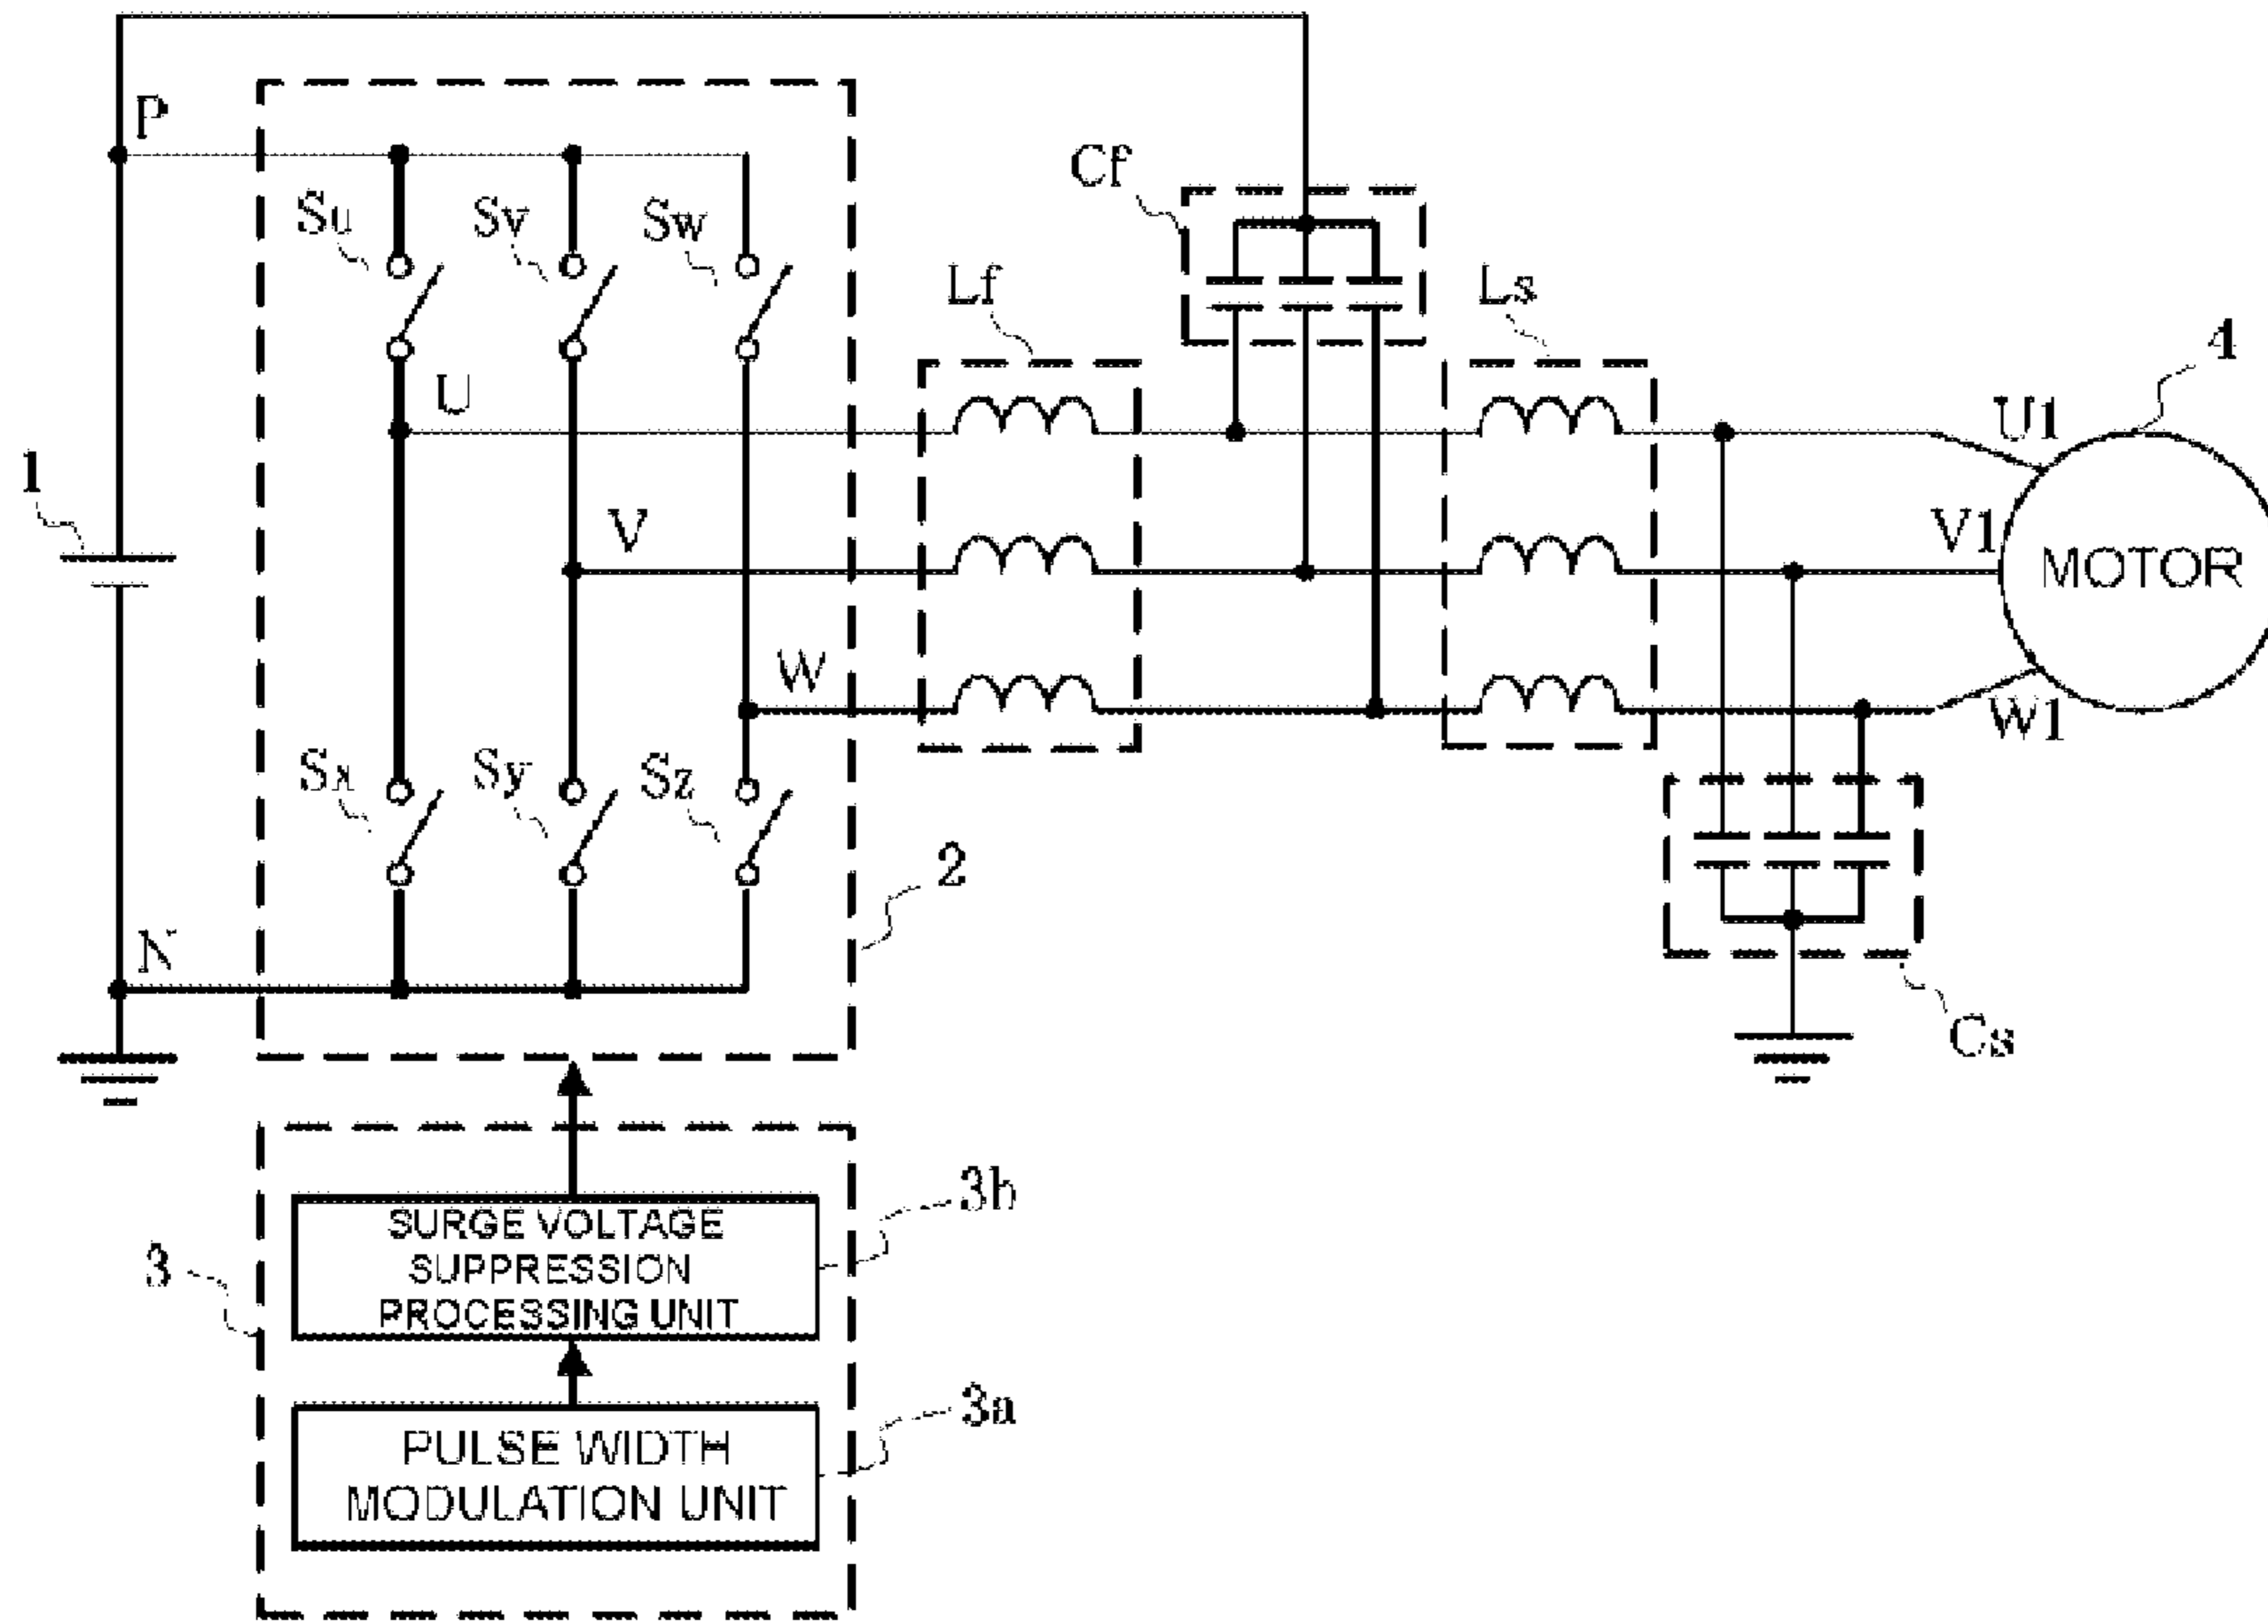 P
Su
Sv
Sw
Cf
Lf
Ls
4
U
U1
1
V
V1
MOTOR
W
W1
Sx
Sy
Sz
2
N
Cs
SURGE VOLTAGE
SUPPRESSION
PROCESSING UNIT
3b
3
PULSE WIDTH
MODULATION UNIT
3a